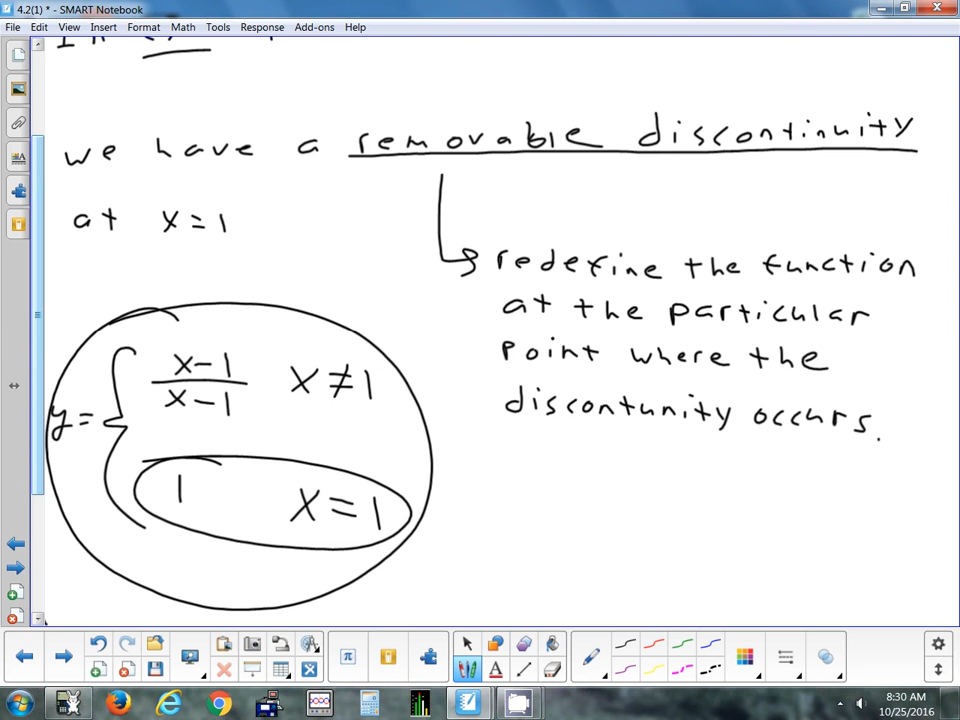 4.2(1) * - SMART Notebook
File Edit View Insert Format Math Tools Response Add-ons Help
we have a removable discontinuity
at x = 1
redefine the function
at the particular
point where the
discontunity occurs.
x-1
x-1
x ≠ 1
y =
1 x = 1
8:30 AM
10/25/2016